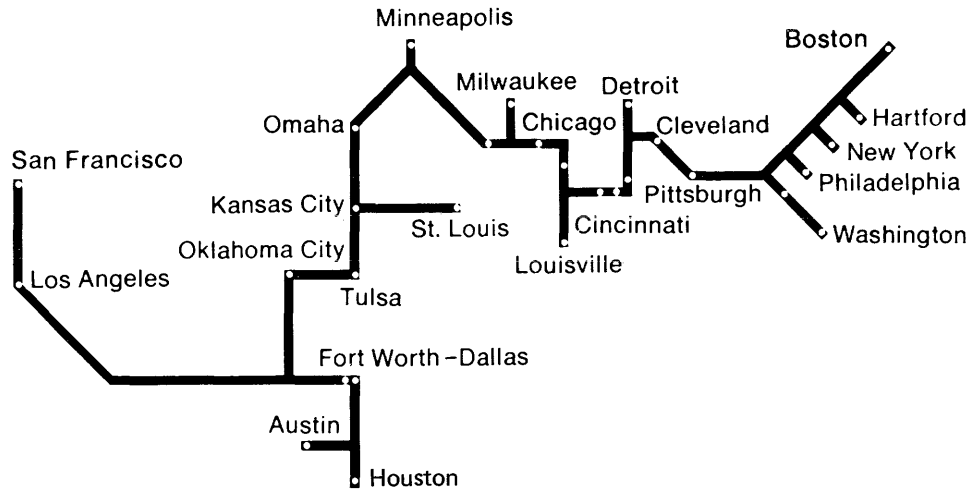 Minneapolis
Boston
Milwaukee
Detroit
Omaha
Chicago
Cleveland
Hartford
San Francisco
New York
Philadelphia
Kansas City
Pittsburgh
St. Louis
Cincinnati
Washington
Oklahoma City
Louisville
Los Angeles
Tulsa
Fort Worth-Dallas
Austin
Houston